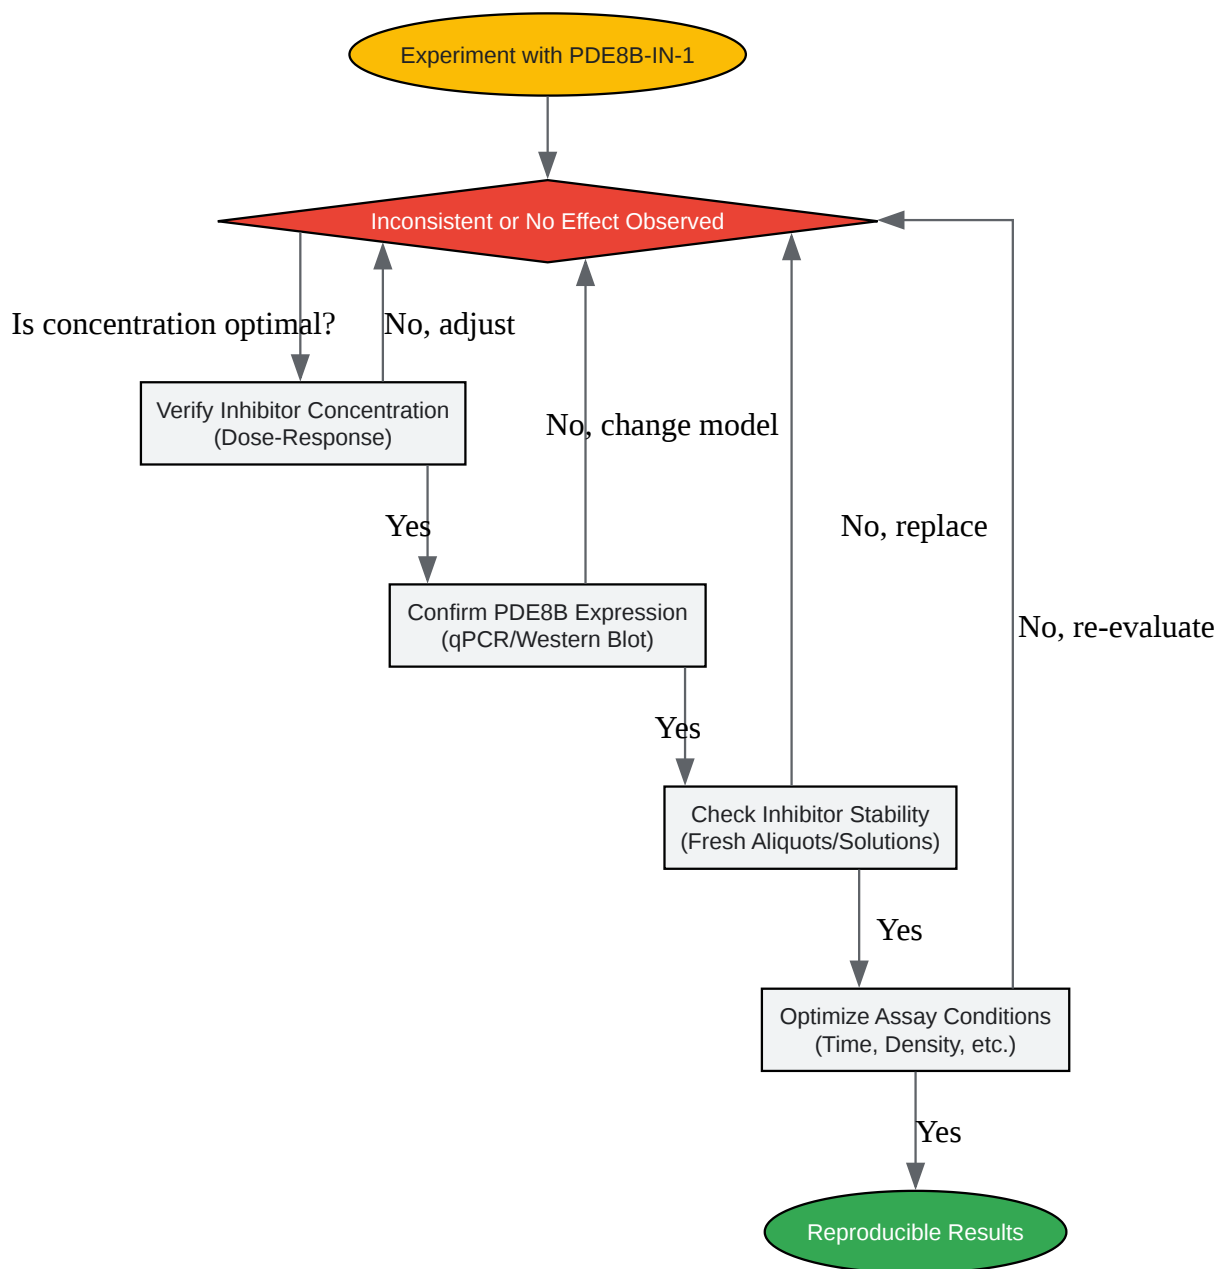 Experiment with PDE8B-IN-1
Inconsistent or No Effect Observed
Is concentration optimal?
No, adjust
Verify Inhibitor Concentration
(Dose-Response)
No, change model
Yes
No, replace
Confirm PDE8B Expression
(qPCR/Western Blot)
No, re-evaluate
Yes
Check Inhibitor Stability
(Fresh Aliquots/Solutions)
Yes
Optimize Assay Conditions
(Time, Density, etc.)
Yes
Reproducible Results